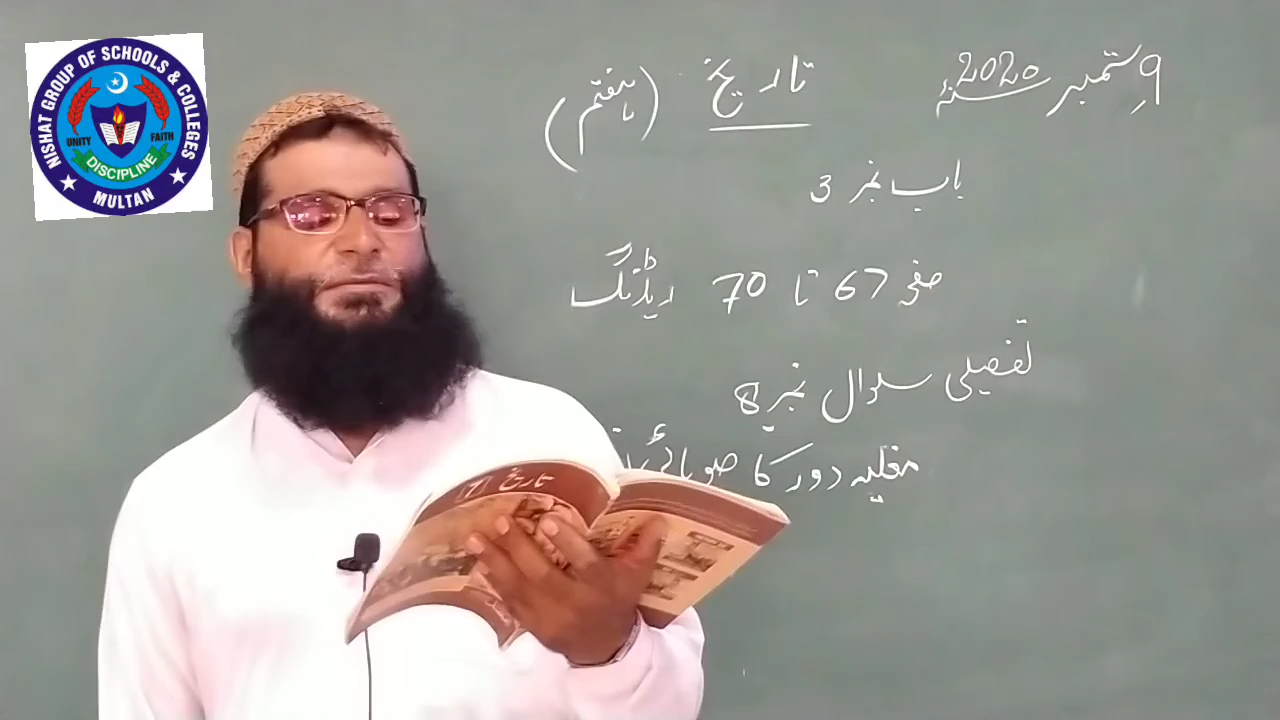 NISHAT GROUP OF SCHOOLS & COLLEGES
UNITY FAITH
DISCIPLINE
MULTAN
۹ ستمبر 2020ء
تاریخ (ہفتم)
باب نمبر 3
صفحہ 67 تا 70 ریڈنگ
تفصیلی سوال نمبر 8
مغلیہ دور کا صوبائی
تاریخ (7)